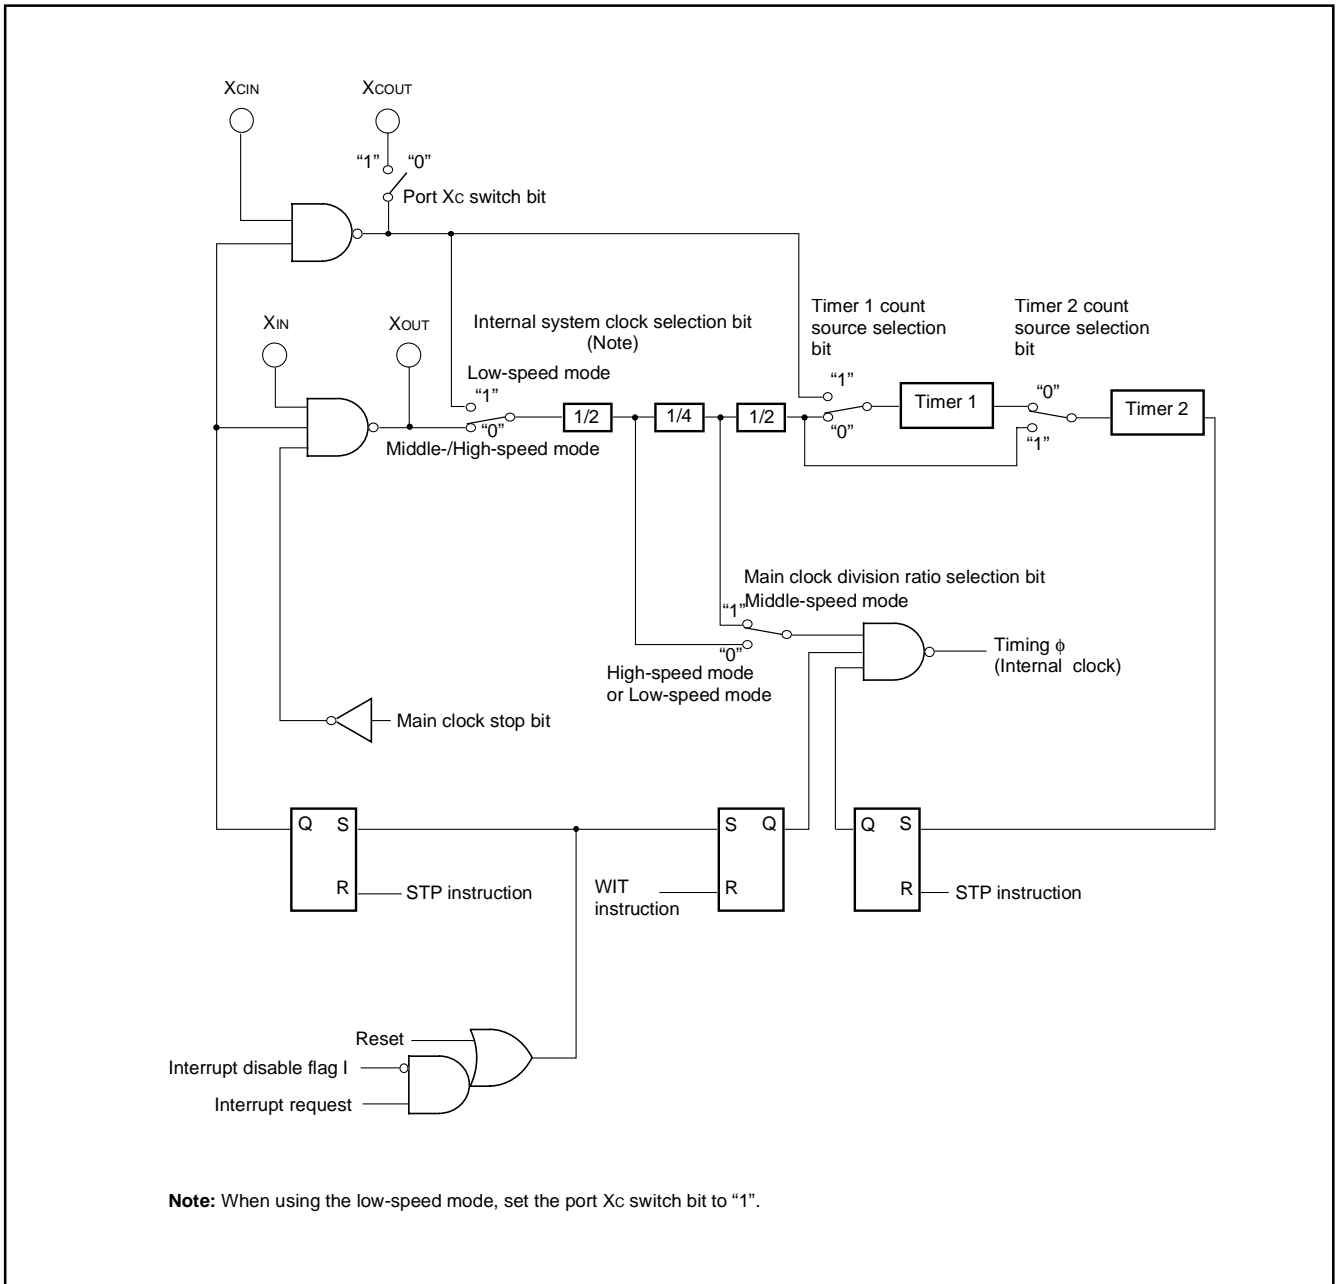 XCIN
XCOUT
“1” “0”
Port XC switch bit
XIN
XOUT
Internal system clock selection bit
(Note)
Low-speed mode
“1”
“0”
Middle-/High-speed mode
1/2
1/4
1/2
Timer 1 count
source selection
bit
“1”
“0”
Timer 1
Timer 2 count
source selection
bit
“0”
“1”
Timer 2
Main clock division ratio selection bit
“1” Middle-speed mode
“0”
High-speed mode
or Low-speed mode
Timing ϕ
(Internal clock)
Main clock stop bit
Q S
R
STP instruction
S Q
R
WIT
instruction
Q S
R
STP instruction
Reset
Interrupt disable flag I
Interrupt request
Note: When using the low-speed mode, set the port XC switch bit to “1”.